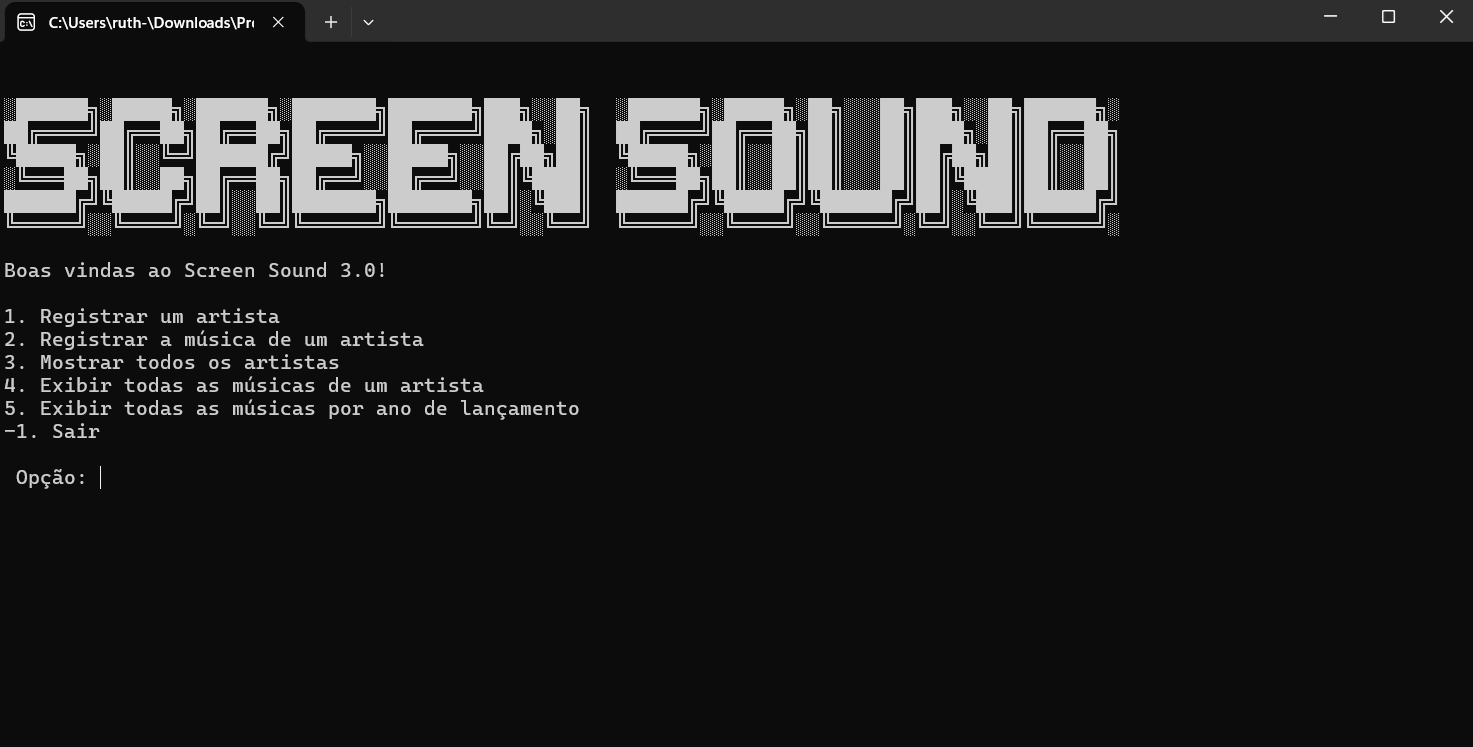 C:\Users\ruth-\Downloads\Pr
SCREEN SOUND
Boas vindas ao Screen Sound 3.0!
1. Registrar um artista
2. Registrar a música de um artista
3. Mostrar todos os artistas
4. Exibir todas as músicas de um artista
5. Exibir todas as músicas por ano de lançamento
-1. Sair
Opção: